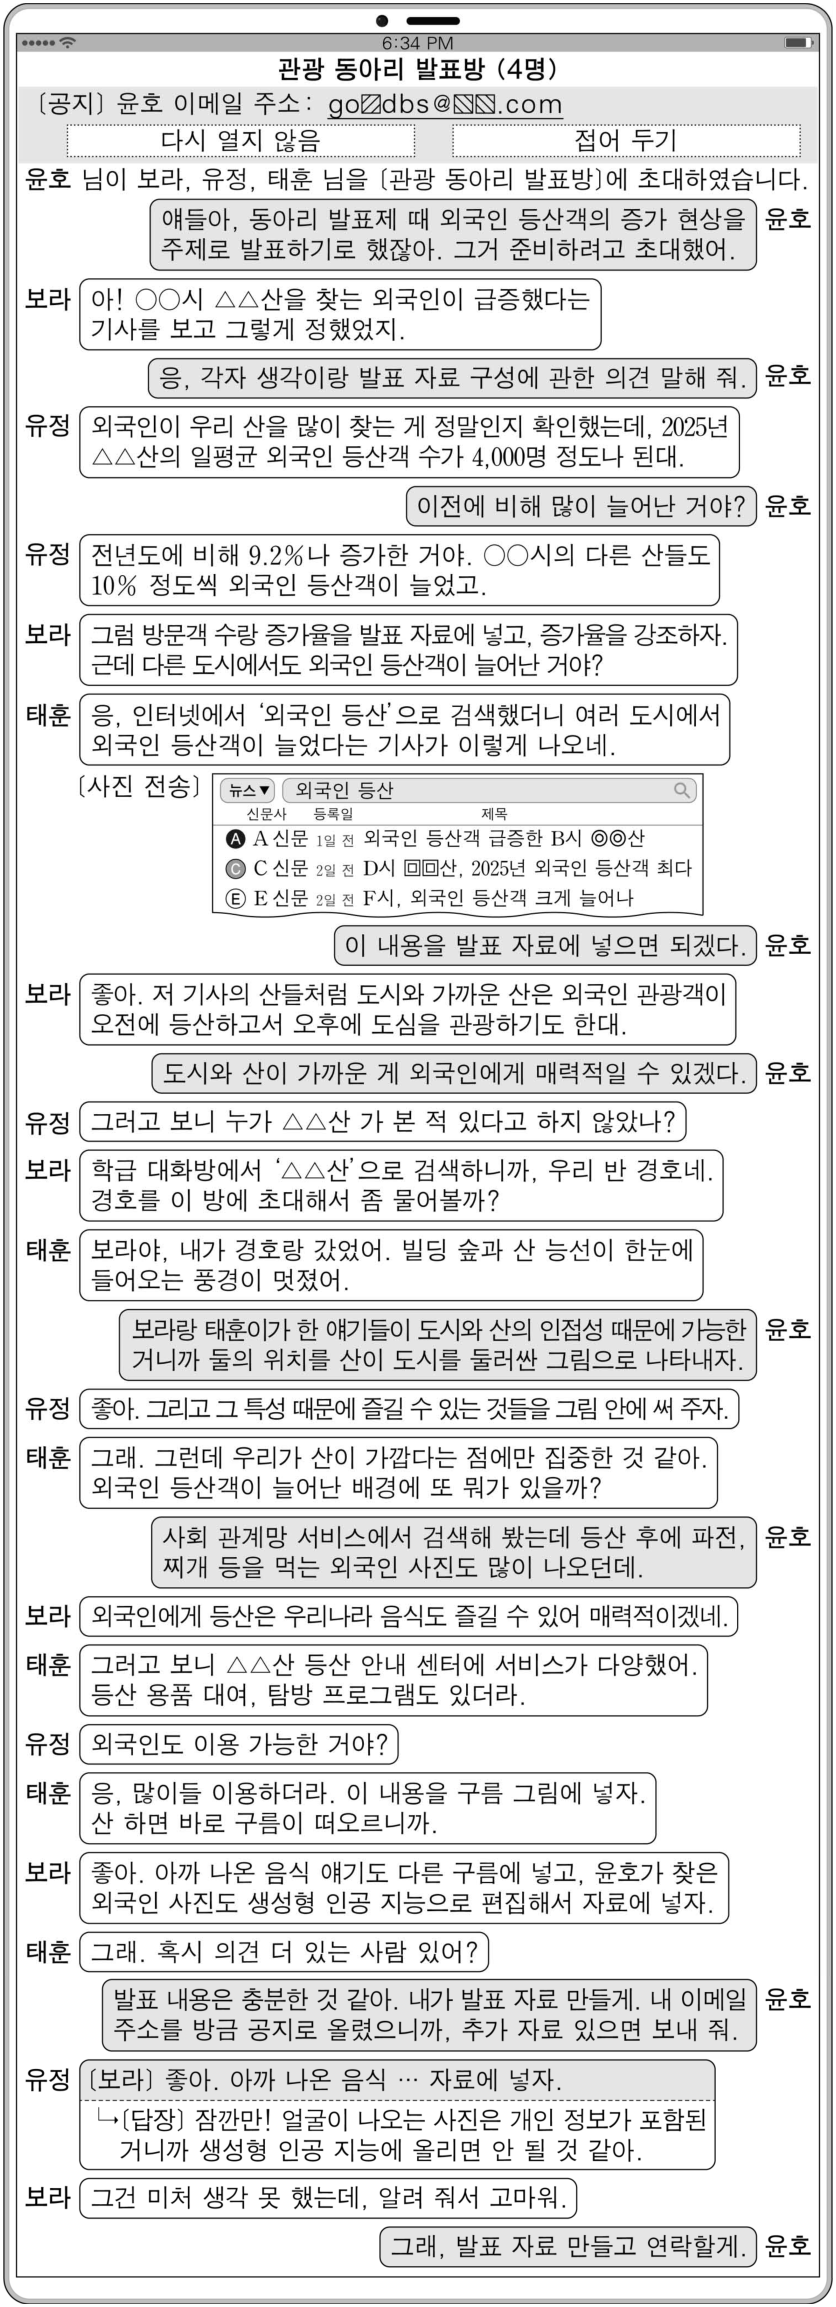 6:34 PM
관광 동아리 발표방 (4명)
〔공지〕 윤호 이메일 주소: go▨dbs@▧▧.com
다시 열지 않음 접어 두기
윤호 님이 보라, 유정, 태훈 님을 〔관광 동아리 발표방〕에 초대하였습니다.
얘들아, 동아리 발표제 때 외국인 등산객의 증가 현상을 윤호
주제로 발표하기로 했잖아. 그거 준비하려고 초대했어.
보라 아! ○○시 △△산을 찾는 외국인이 급증했다는
기사를 보고 그렇게 정했었지.
응, 각자 생각이랑 발표 자료 구성에 관한 의견 말해 줘. 윤호
유정 외국인이 우리 산을 많이 찾는 게 정말인지 확인했는데, 2025년
△△산의 일평균 외국인 등산객 수가 4,000명 정도나 된대.
이전에 비해 많이 늘어난 거야? 윤호
유정 전년도에 비해 9.2%나 증가한 거야. ○○시의 다른 산들도
10% 정도씩 외국인 등산객이 늘었고.
보라 그럼 방문객 수랑 증가율을 발표 자료에 넣고, 증가율을 강조하자.
근데 다른 도시에서도 외국인 등산객이 늘어난 거야?
태훈 응, 인터넷에서 ‘외국인 등산’으로 검색했더니 여러 도시에서
외국인 등산객이 늘었다는 기사가 이렇게 나오네.
〔사진 전송〕 뉴스▼ 외국인 등산
신문사 등록일 제목
A A 신문 1일 전 외국인 등산객 급증한 B시 ◎◎산
C C 신문 2일 전 D시 回回산, 2025년 외국인 등산객 최다
E E 신문 2일 전 F시, 외국인 등산객 크게 늘어나
이 내용을 발표 자료에 넣으면 되겠다. 윤호
보라 좋아. 저 기사의 산들처럼 도시와 가까운 산은 외국인 관광객이
오전에 등산하고서 오후에 도심을 관광하기도 한대.
도시와 산이 가까운 게 외국인에게 매력적일 수 있겠다. 윤호
유정 그러고 보니 누가 △△산 가 본 적 있다고 하지 않았나?
보라 학급 대화방에서 ‘△△산’으로 검색하니까, 우리 반 경호네.
경호를 이 방에 초대해서 좀 물어볼까?
태훈 보라야, 내가 경호랑 갔었어. 빌딩 숲과 산 능선이 한눈에
들어오는 풍경이 멋졌어.
보라랑 태훈이가 한 얘기들이 도시와 산의 인접성 때문에 가능한 윤호
거니까 둘의 위치를 산이 도시를 둘러싼 그림으로 나타내자.
유정 좋아. 그리고 그 특성 때문에 즐길 수 있는 것들을 그림 안에 써 주자.
태훈 그래. 그런데 우리가 산이 가깝다는 점에만 집중한 것 같아.
외국인 등산객이 늘어난 배경에 또 뭐가 있을까?
사회 관계망 서비스에서 검색해 봤는데 등산 후에 파전, 윤호
찌개 등을 먹는 외국인 사진도 많이 나오던데.
보라 외국인에게 등산은 우리나라 음식도 즐길 수 있어 매력적이겠네.
태훈 그러고 보니 △△산 등산 안내 센터에 서비스가 다양했어.
등산 용품 대여, 탐방 프로그램도 있더라.
유정 외국인도 이용 가능한 거야?
태훈 응, 많이들 이용하더라. 이 내용을 구름 그림에 넣자.
산 하면 바로 구름이 떠오르니까.
보라 좋아. 아까 나온 음식 얘기도 다른 구름에 넣고, 윤호가 찾은
외국인 사진도 생성형 인공 지능으로 편집해서 자료에 넣자.
태훈 그래. 혹시 의견 더 있는 사람 있어?
발표 내용은 충분한 것 같아. 내가 발표 자료 만들게. 내 이메일 윤호
주소를 방금 공지로 올렸으니까, 추가 자료 있으면 보내 줘.
유정 〔보라〕 좋아. 아까 나온 음식 … 자료에 넣자.
↳〔답장〕 잠깐만! 얼굴이 나오는 사진은 개인 정보가 포함된
거니까 생성형 인공 지능에 올리면 안 될 것 같아.
보라 그건 미처 생각 못 했는데, 알려 줘서 고마워.
그래, 발표 자료 만들고 연락할게. 윤호